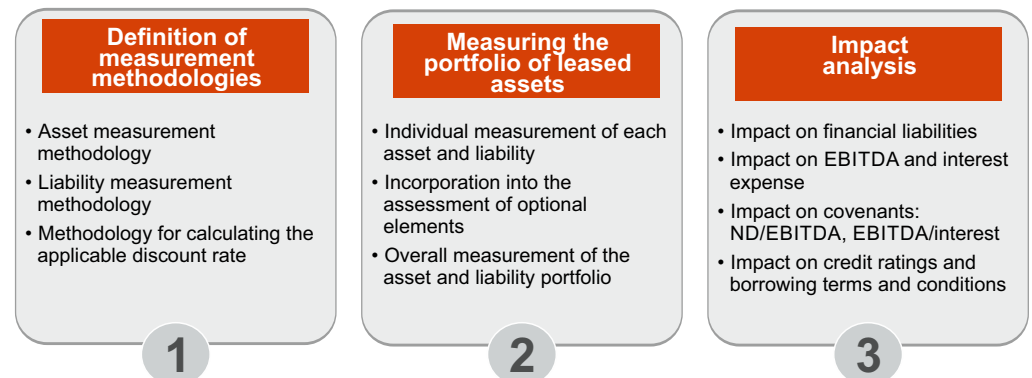 Definition of
measurement
methodologies
• Asset measurement
methodology
• Liability measurement
methodology
• Methodology for calculating the
applicable discount rate
1
Measuring the
portfolio of leased
assets
• Individual measurement of each
asset and liability
• Incorporation into the
assessment of optional
elements
• Overall measurement of the
asset and liability portfolio
2
Impact
analysis
• Impact on financial liabilities
• Impact on EBITDA and interest
expense
• Impact on covenants:
ND/EBITDA, EBITDA/interest
• Impact on credit ratings and
borrowing terms and conditions
3